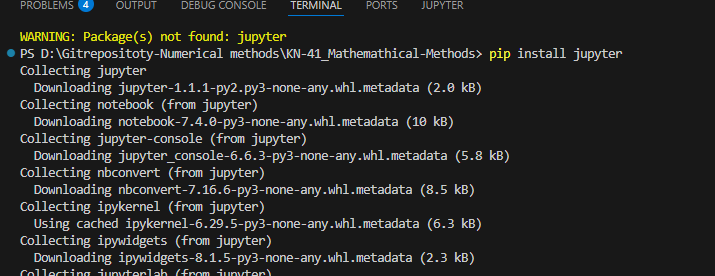 PROBLEMS 4 OUTPUT DEBUG CONSOLE TERMINAL PORTS JUPYTER
WARNING: Package(s) not found: jupyter
PS D:\Gitrepositoty-Numerical methods\KN-41_Mathemathical-Methods> pip install jupyter
Collecting jupyter
Downloading jupyter-1.1.1-py2.py3-none-any.whl.metadata (2.0 kB)
Collecting notebook (from jupyter)
Downloading notebook-7.4.0-py3-none-any.whl.metadata (10 kB)
Collecting jupyter-console (from jupyter)
Downloading jupyter_console-6.6.3-py3-none-any.whl.metadata (5.8 kB)
Collecting nbconvert (from jupyter)
Downloading nbconvert-7.16.6-py3-none-any.whl.metadata (8.5 kB)
Collecting ipykernel (from jupyter)
Using cached ipykernel-6.29.5-py3-none-any.whl.metadata (6.3 kB)
Collecting ipywidgets (from jupyter)
Downloading ipywidgets-8.1.5-py3-none-any.whl.metadata (2.3 kB)
Collecting jupyterlab (from jupyter)